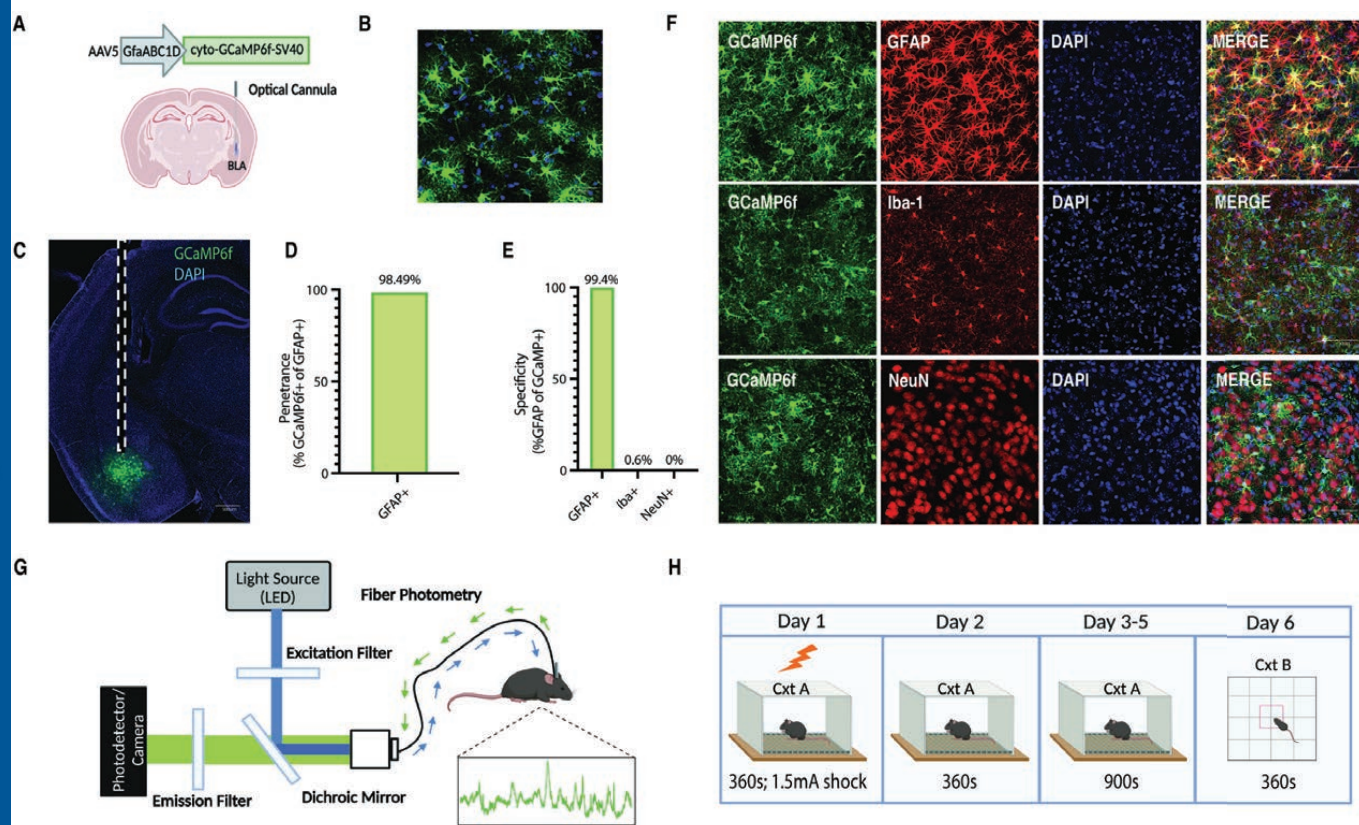 A
AAV5
GfaABC1D
cyto-GCaMP6f-SV40
Optical Cannula
BLA
B
C
GCaMP6f
DAPI
D
98.49%
100
50
0
Penetrance
(% GCaMP6f+ of GFAP+)
GFAP+
E
99.4%
100
50
0
0.6%
0%
Specificity
(%GFAP of GCaMP+)
GFAP+
Iba+
NeuN+
F
GCaMP6f
GFAP
DAPI
MERGE
GCaMP6f
Iba-1
DAPI
MERGE
GCaMP6f
NeuN
DAPI
MERGE
G
Light Source
(LED)
Fiber Photometry
Excitation Filter
Photodetector/
Camera
Emission Filter
Dichroic Mirror
H
Day 1
Day 2
Day 3-5
Day 6
Cxt A
Cxt A
Cxt A
Cxt B
360s; 1.5mA shock
360s
900s
360s